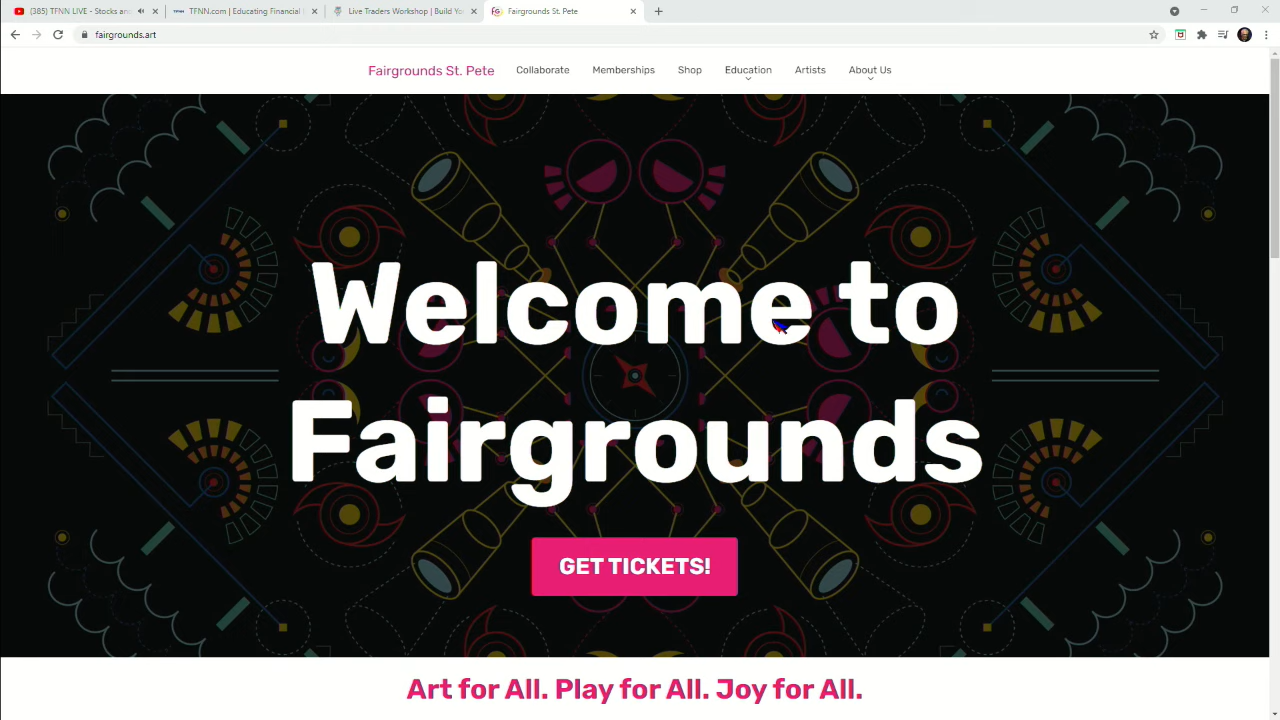 (385) TFNN LIVE - Stocks an
TFNN.com | Educating Financial
Live Traders Workshop | Build Yo
Fairgrounds St. Pete
fairgrounds.art
Fairgrounds St. Pete
Collaborate
Memberships
Shop
Education
Artists
About Us
Welcome to
Fairgrounds
GET TICKETS!
Art for All. Play for All. Joy for All.